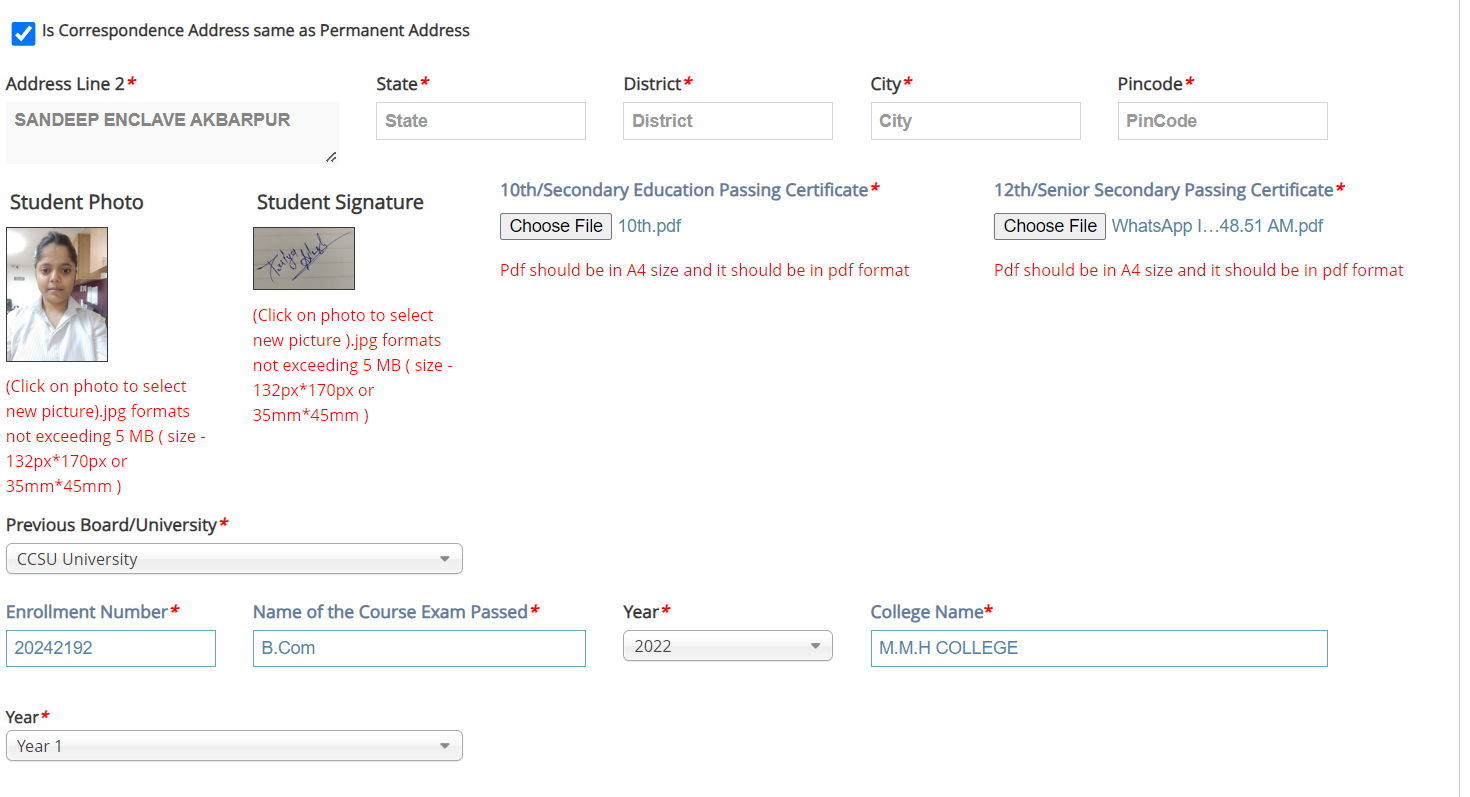 Is Correspondence Address same as Permanent Address
Address Line 2* State* District* City* Pincode*
SANDEEP ENCLAVE AKBARPUR State District City PinCode
Student Photo
Student Signature
10th/Secondary Education Passing Certificate*
Choose File 10th.pdf
Pdf should be in A4 size and it should be in pdf format
12th/Senior Secondary Passing Certificate*
Choose File WhatsApp I...48.51 AM.pdf
Pdf should be in A4 size and it should be in pdf format
(Click on photo to select
new picture ).jpg formats
not exceeding 5 MB ( size -
132px*170px or
35mm*45mm )
(Click on photo to select
new picture).jpg formats
not exceeding 5 MB ( size -
132px*170px or
35mm*45mm )
Previous Board/University*
CCSU University
Enrollment Number* Name of the Course Exam Passed* Year* College Name*
20242192 B.Com 2022 M.M.H COLLEGE
Year*
Year 1